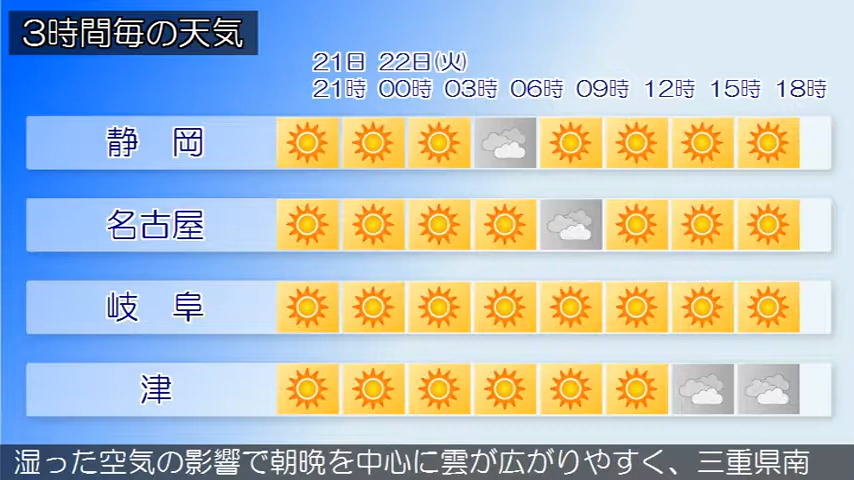 3時間毎の天気
21日 22日(火)
21時 00時 03時 06時 09時 12時 15時 18時
静 岡
名古屋
岐 阜
津
湿った空気の影響で朝晩を中心に雲が広がりやすく、三重県南